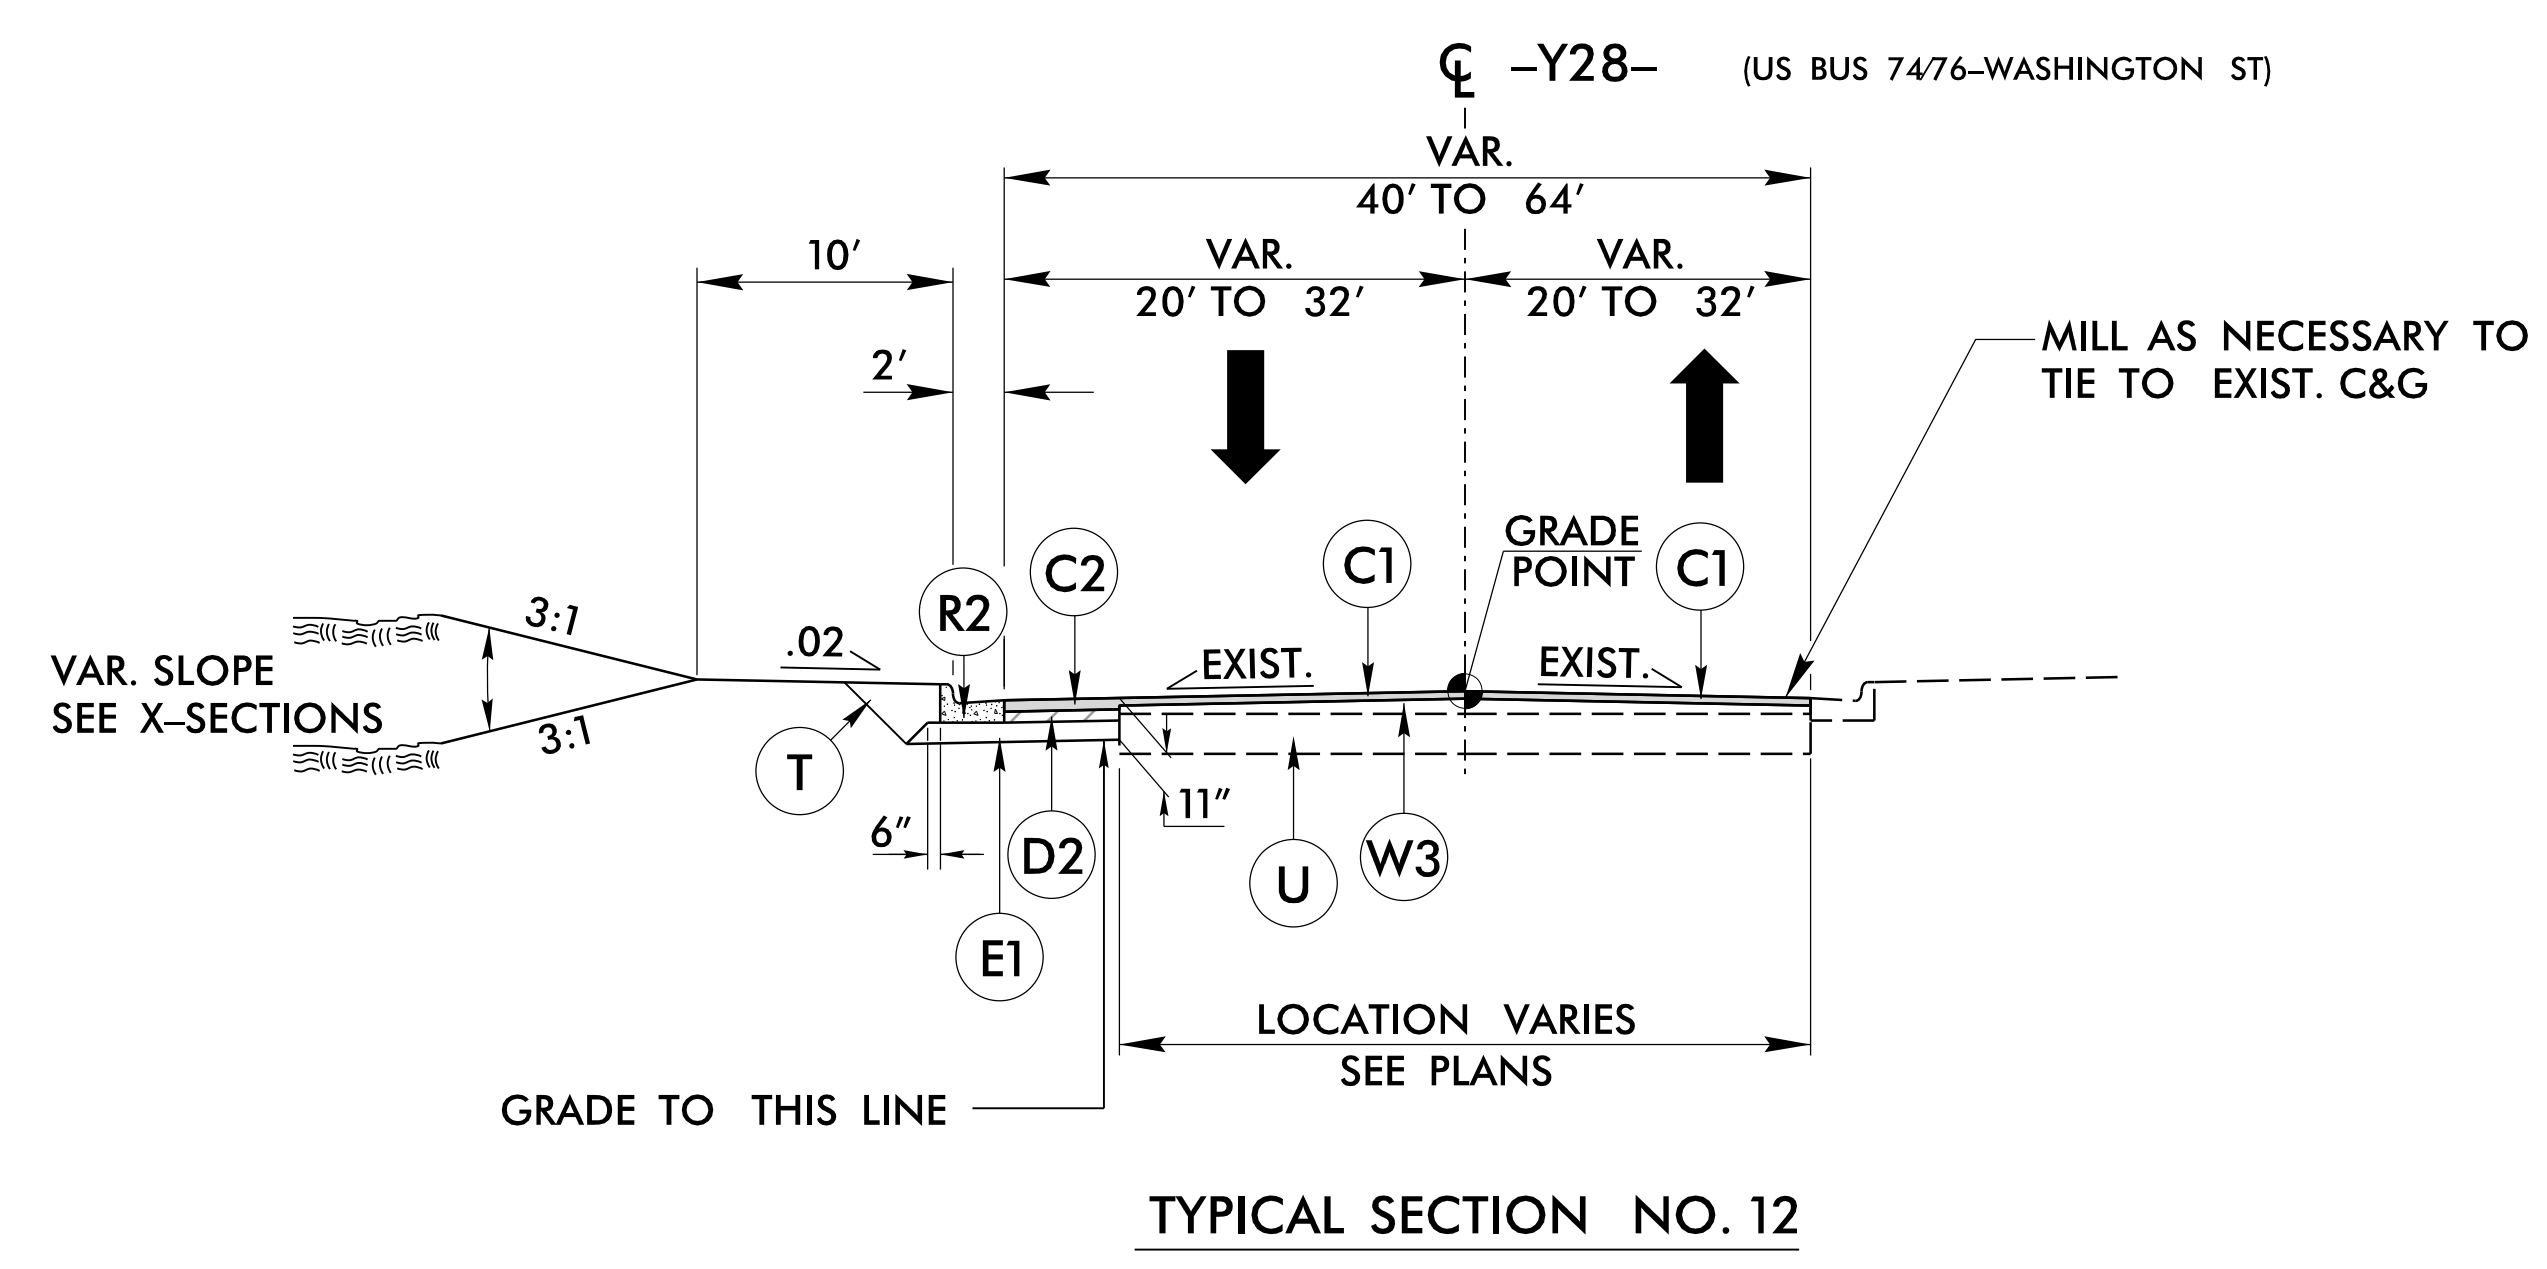 ℄ –Y28– (US BUS 74/76–WASHINGTON ST)
VAR.
40' TO 64'
10'
VAR.
20' TO 32'
VAR.
20' TO 32'
2'
MILL AS NECESSARY TO
TIE TO EXIST. C&G
GRADE
POINT
C2
C1
C1
R2
3:1
.02
EXIST.
EXIST.
VAR. SLOPE
SEE X–SECTIONS
3:1
T
11"
6"
D2
U
W3
E1
LOCATION VARIES
SEE PLANS
GRADE TO THIS LINE
TYPICAL SECTION NO. 12